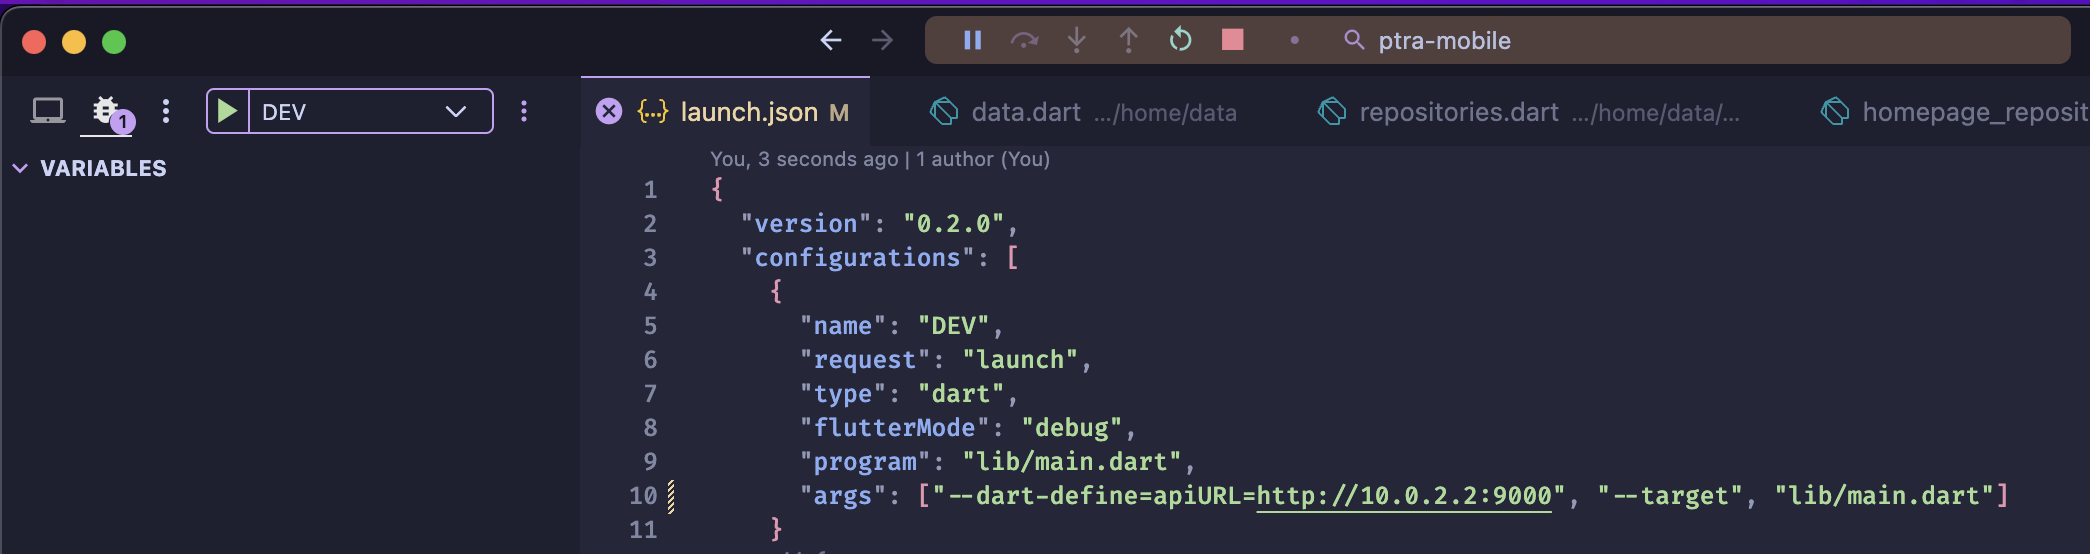 ptra-mobile
1
DEV
launch.json M
data.dart .../home/data
repositories.dart .../home/data/...
homepage_reposit
VARIABLES
You, 3 seconds ago | 1 author (You)
1 {
2 "version": "0.2.0",
3 "configurations": [
4 {
5 "name": "DEV",
6 "request": "launch",
7 "type": "dart",
8 "flutterMode": "debug",
9 "program": "lib/main.dart",
10 "args": ["--dart-define=apiURL=http://10.0.2.2:9000", "--target", "lib/main.dart"]
11 }